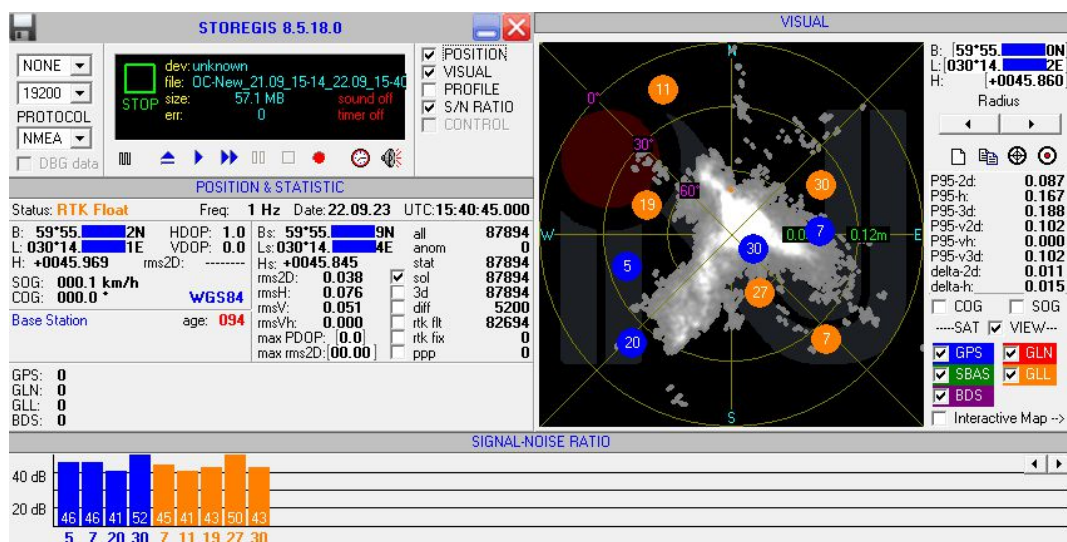 STOREGIS 8.5.18.0
NONE
19200
PROTOCOL
NMEA
DBG data
STOP
dev: unknown
file: OC-New_21.09_15-14_22.09_15-40
size: 57.1 MB sound off
err: 0 timer off
POSITION
VISUAL
PROFILE
S/N RATIO
CONTROL
POSITION & STATISTIC
Status: RTK Float Freq: 1 Hz Date: 22.09.23 UTC:15:40:45.000
B: 59*55. 2N HDOP: 1.0
L: 030*14. 1E VDOP: 0.0
H: +0045.969 rms2D: --------
SOG: 000.1 km/h
COG: 000.0 * WGS84
Base Station age: 094
Bs: 59*55. 9N
Ls: 030*14. 4E
Hs: +0045.845
rms2D: 0.038
rmsH: 0.076
rmsV: 0.051
rmsVh: 0.000
max PDOP: [0.0]
max rms2D:[00.00]
all 87894
anom 0
stat 87894
sol 87894
3d 87894
diff 5200
rtk flt 82694
rtk fix 0
ppp 0
GPS: 0
GLN: 0
GLL: 0
BDS: 0
VISUAL
N
0*
11
30*
60*
19
30
W
30
0.0
7
0.12m
E
5
27
20
7
S
B: [59*55. 0N]
L: [030*14. 2E]
H: [+0045.860]
Radius
P95-2d: 0.087
P95-h: 0.167
P95-3d: 0.188
P95-v2d: 0.102
P95-vh: 0.000
P95-v3d: 0.102
delta-2d: 0.011
delta-h: 0.015
COG SOG
----SAT VIEW---
GPS GLN
SBAS GLL
BDS
Interactive Map -->
SIGNAL-NOISE RATIO
40 dB
20 dB
46 46 41 52 45 41 43 50 43
5 7 20 30 7 11 19 27 30